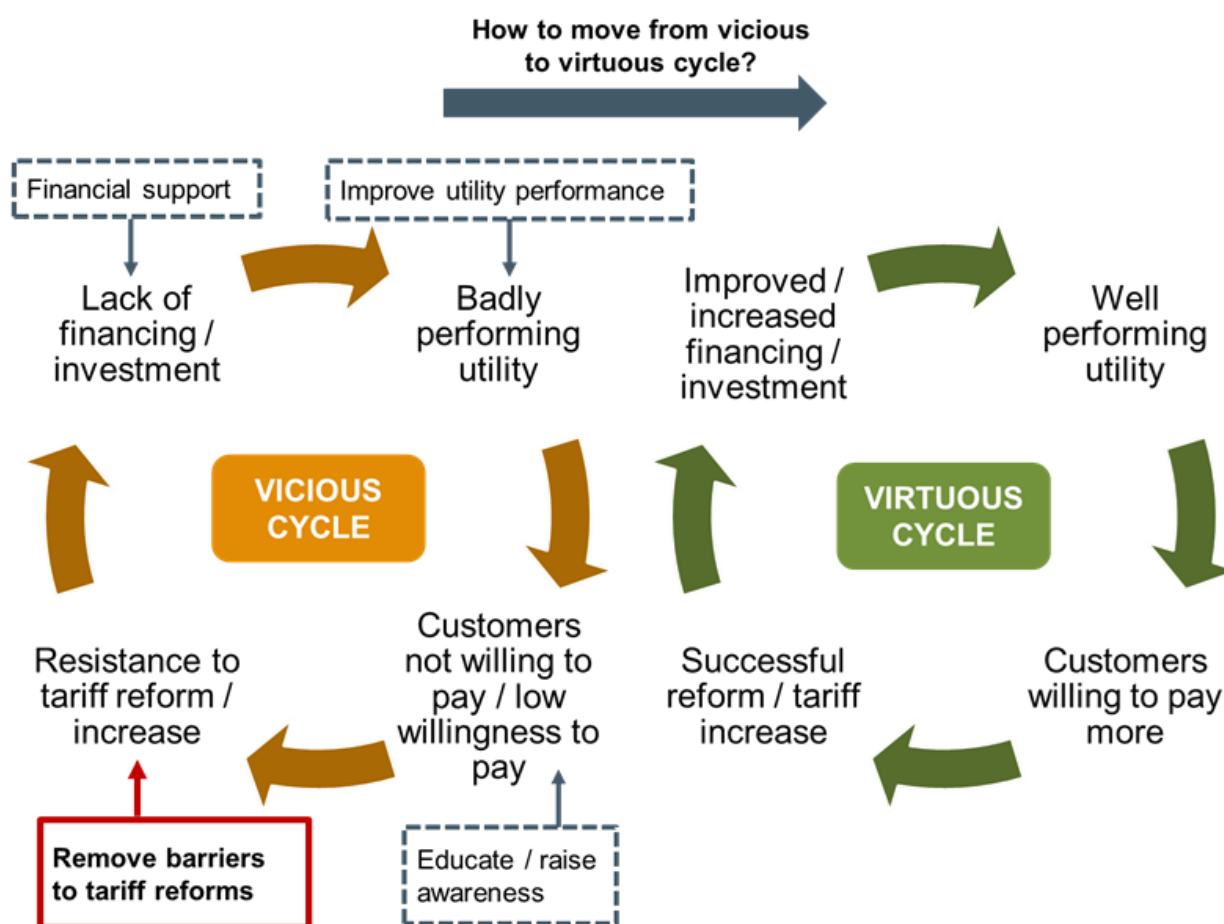 How to move from vicious
to virtuous cycle?
Financial support
Improve utility performance
Lack of
financing /
investment
Badly
performing
utility
Improved /
increased
financing /
investment
Well
performing
utility
VICIOUS
CYCLE
VIRTUOUS
CYCLE
Resistance to
tariff reform /
increase
Customers
not willing to
pay / low
willingness to
pay
Successful
reform / tariff
increase
Customers
willing to pay
more
Remove barriers
to tariff reforms
Educate / raise
awareness